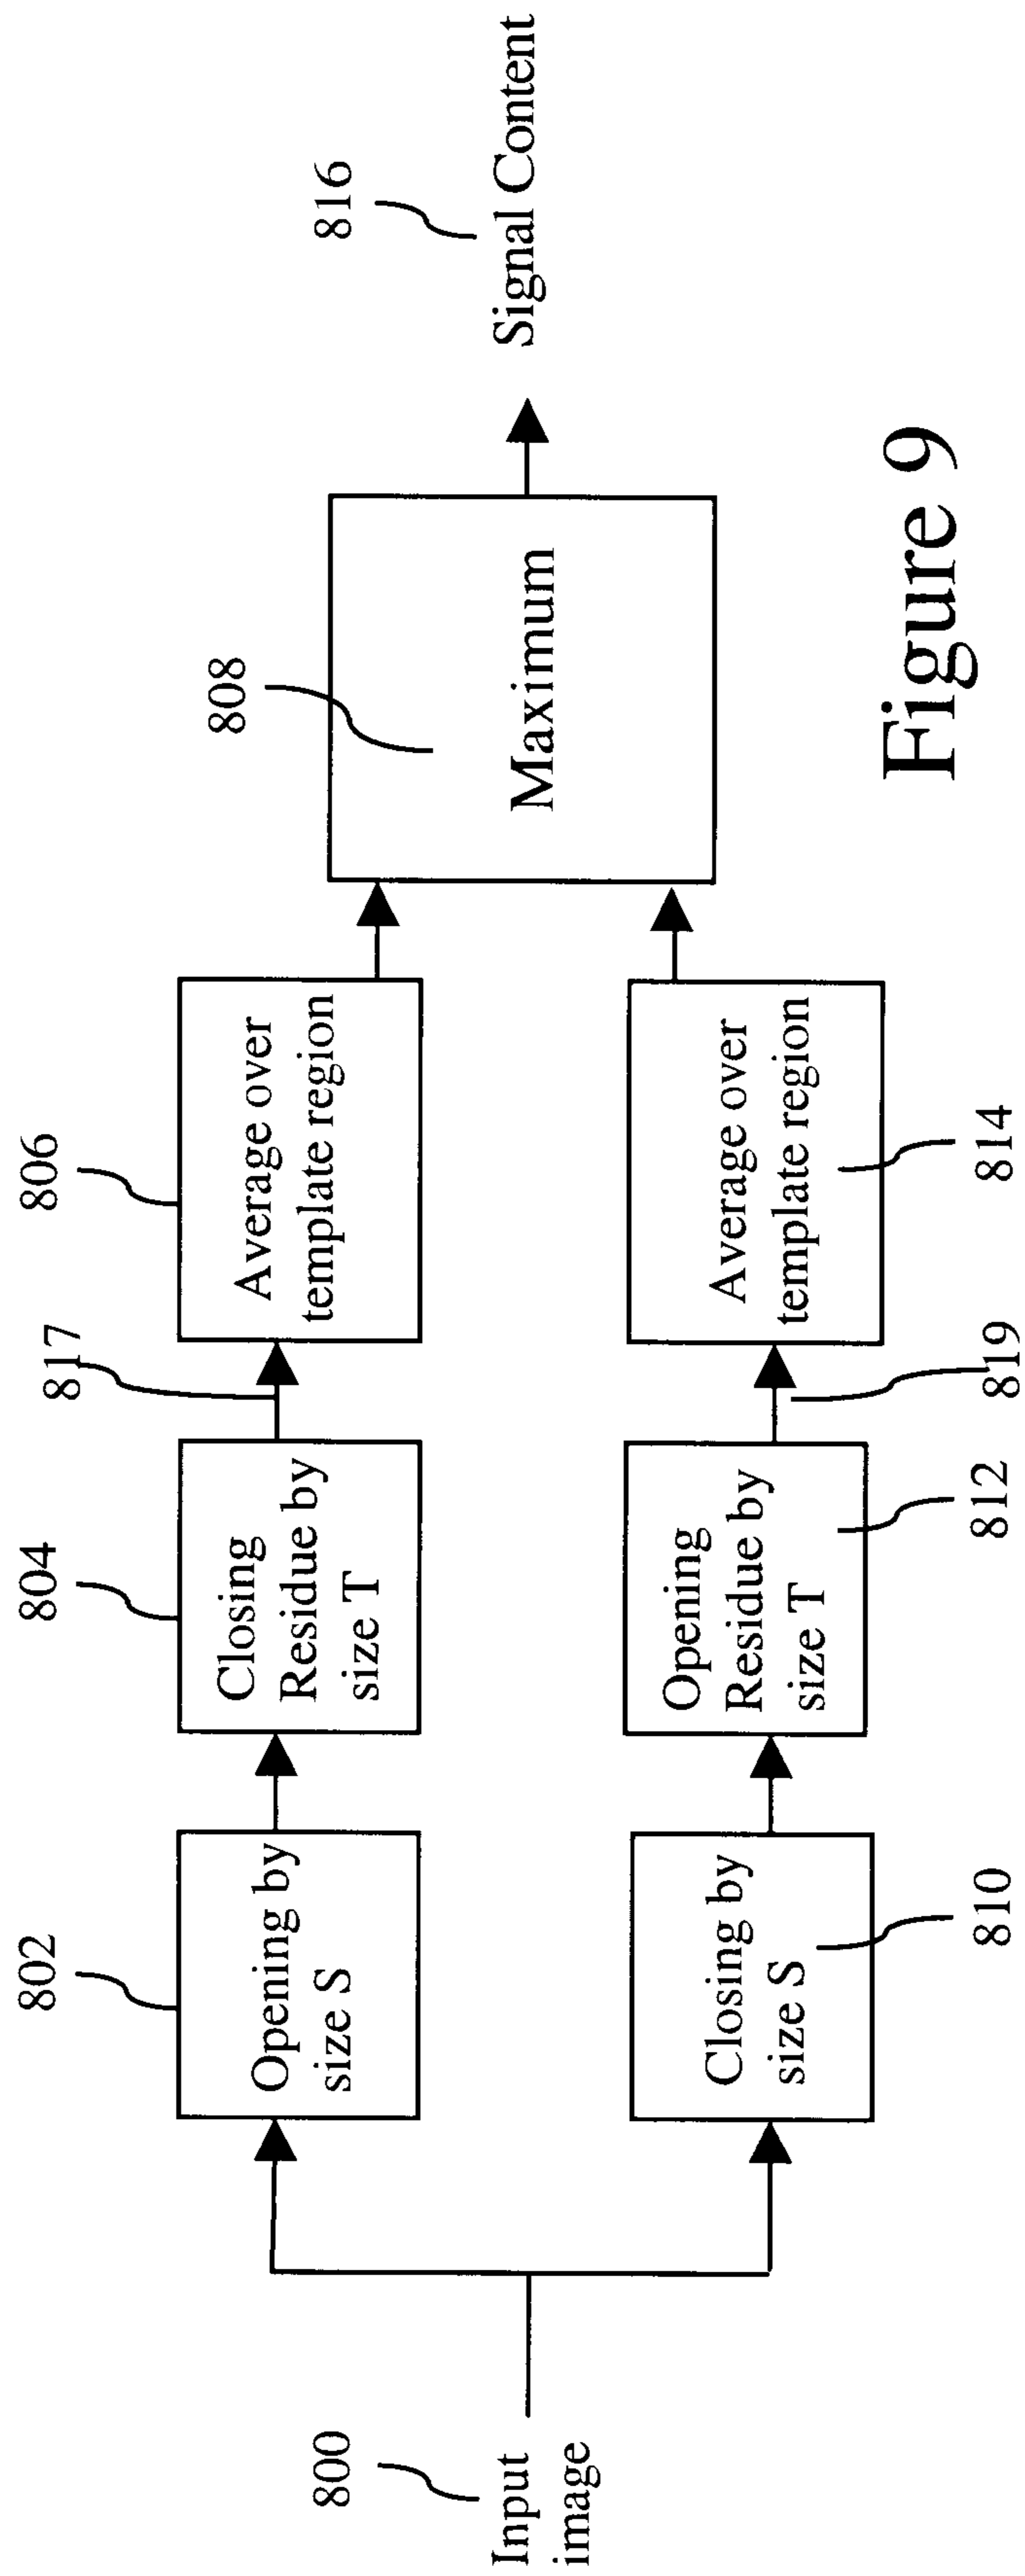 800
Input
image
802
Opening by
size S
804
Closing
Residue by
size T
817
806
Average over
template region
810
Closing by
size S
812
Opening
Residue by
size T
819
814
Average over
template region
808
Maximum
816
Signal Content
Figure 9